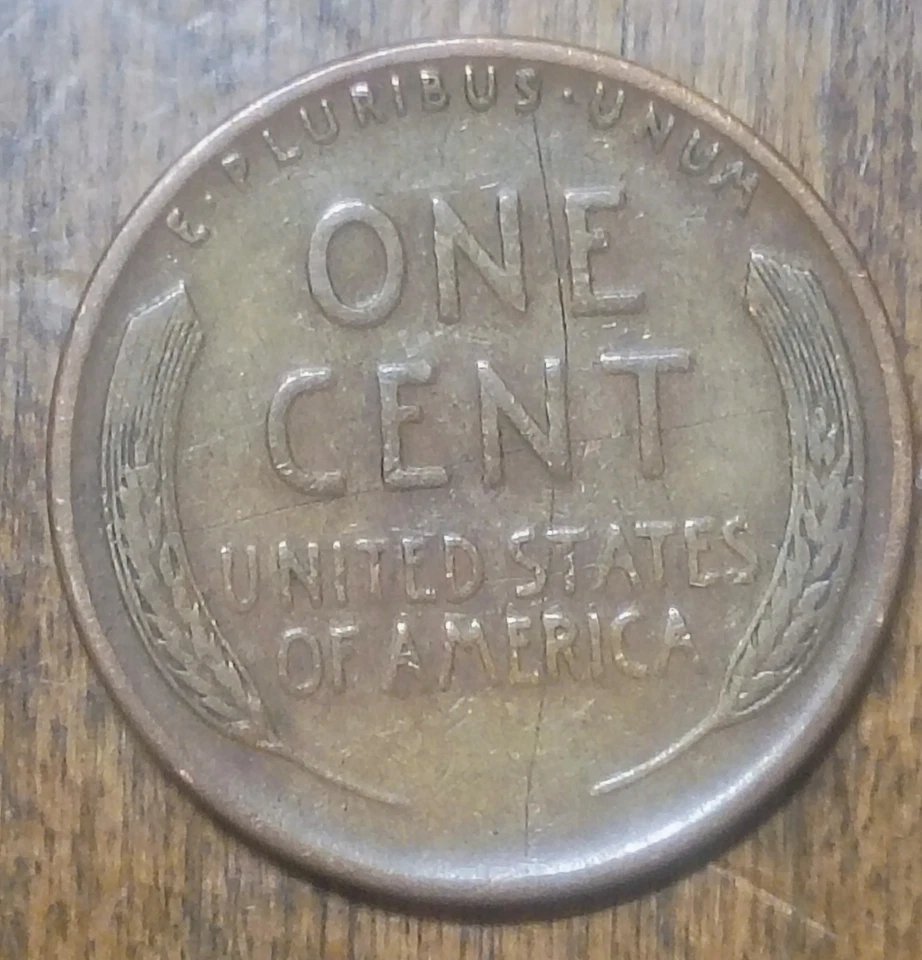 E·PLURIBUS·UNUM
ONE
CENT
UNITED STATES
OF AMERICA